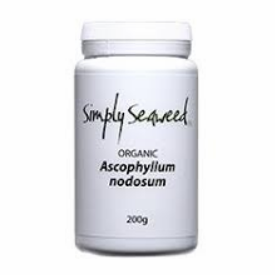 Simply Seaweed
ORGANIC
Ascophyllum
nodosum
200g